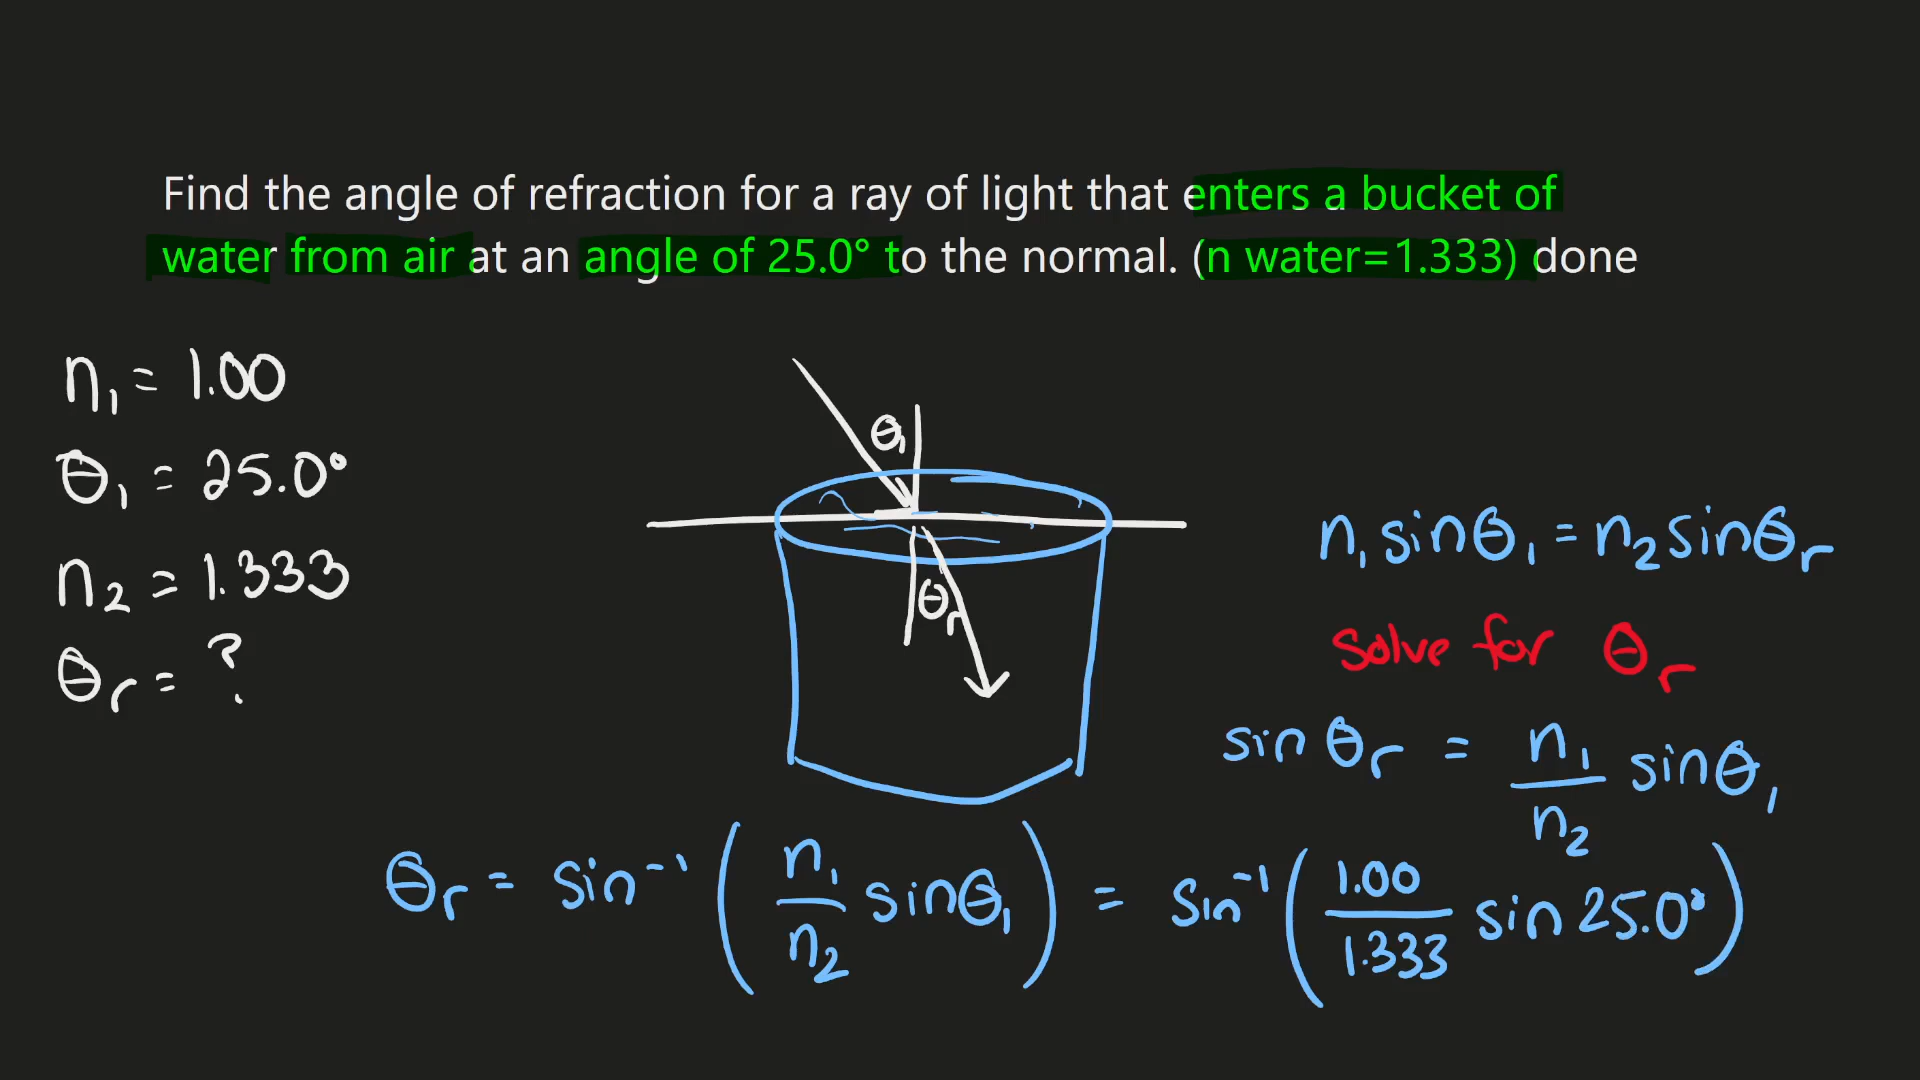 Find the angle of refraction for a ray of light that enters a bucket of
water from air at an angle of 25.0° to the normal. (n water=1.333) done
n₁ = 1.00
θ₁ = 25.0°
n₂ = 1.333
θr = ?
θ₁
θr
n₁ sinθ₁ = n₂ sinθr
Solve for θr
sin θr = n₁/n₂ sinθ₁
θr = sin⁻¹ (n₁/n₂ sinθ₁) = sin⁻¹ (1.00/1.333 sin 25.0°)